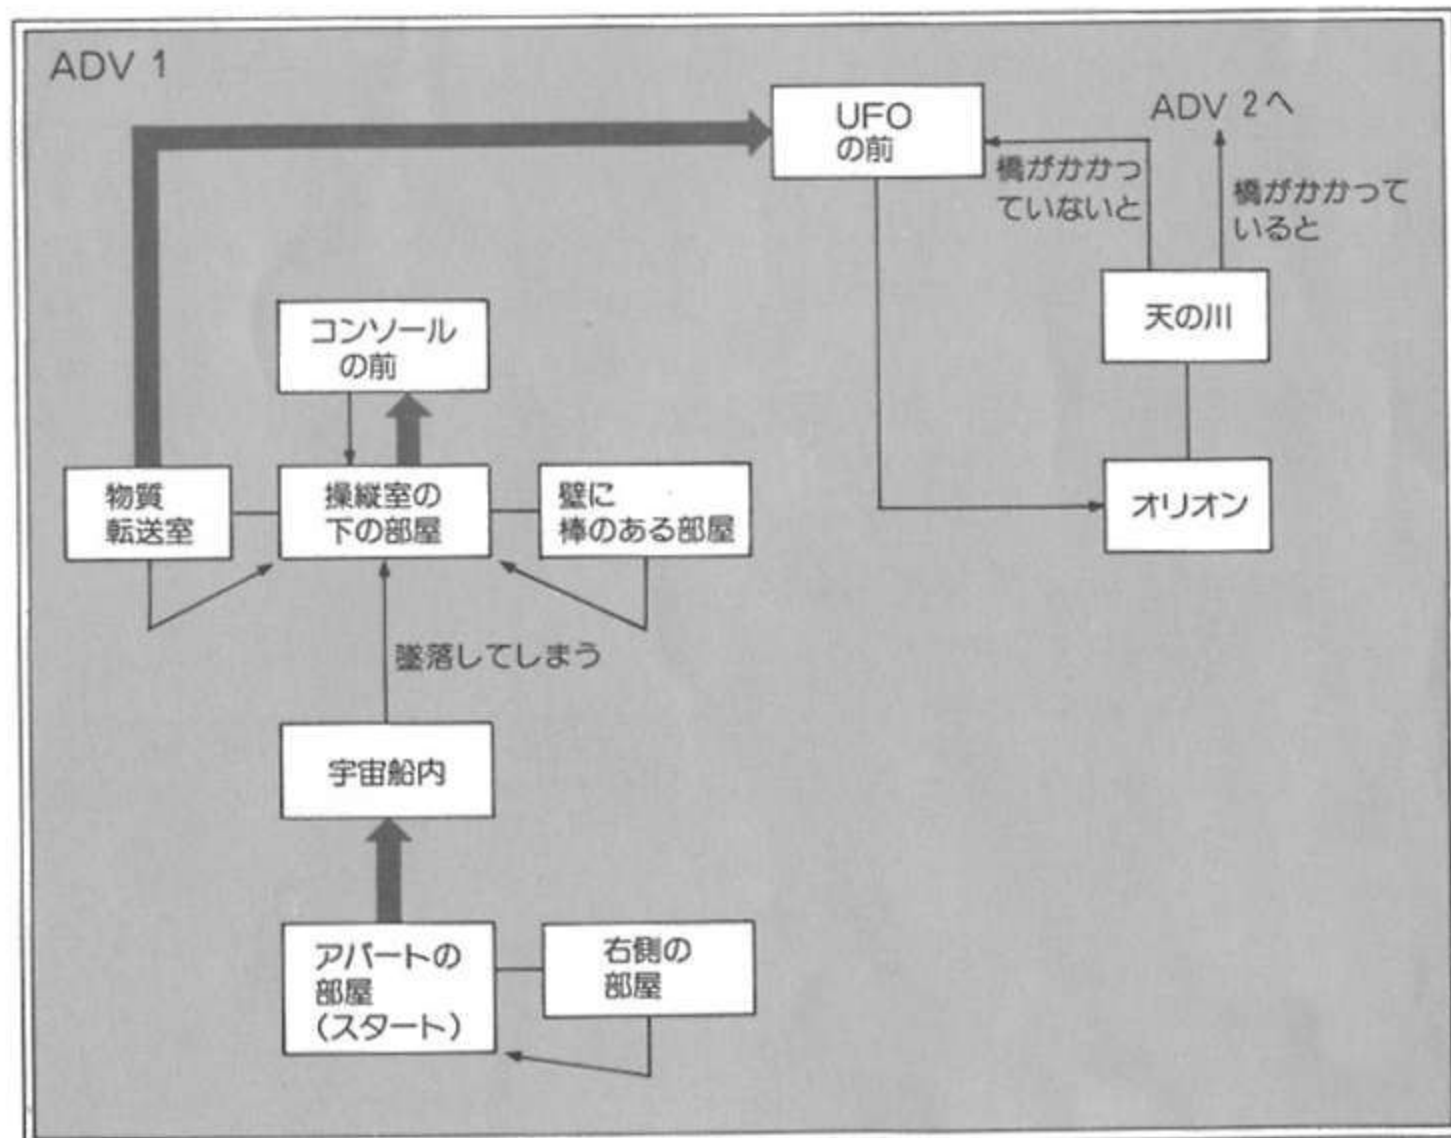 ADV 1
UFO
の前
ADV 2へ
橋がかかっ
ていないと
橋がかかって
いると
天の川
コンソール
の前
物質
転送室
操縦室の
下の部屋
壁に
棒のある部屋
オリオン
墜落してしまう
宇宙船内
アパートの
部屋
(スタート)
右側の
部屋